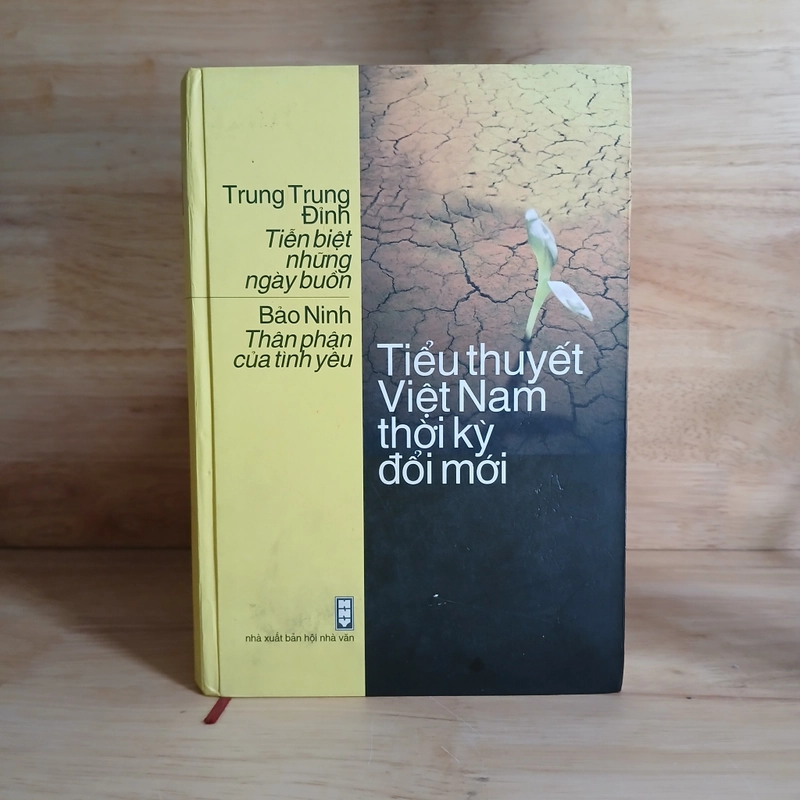 Trung Trung
Đỉnh
Tiễn biệt
những
ngày buồn
Bảo Ninh
Thân phận
của tình yêu
Tiểu thuyết
Việt Nam
thời kỳ
đổi mới
HNV
nhà xuất bản hội nhà văn